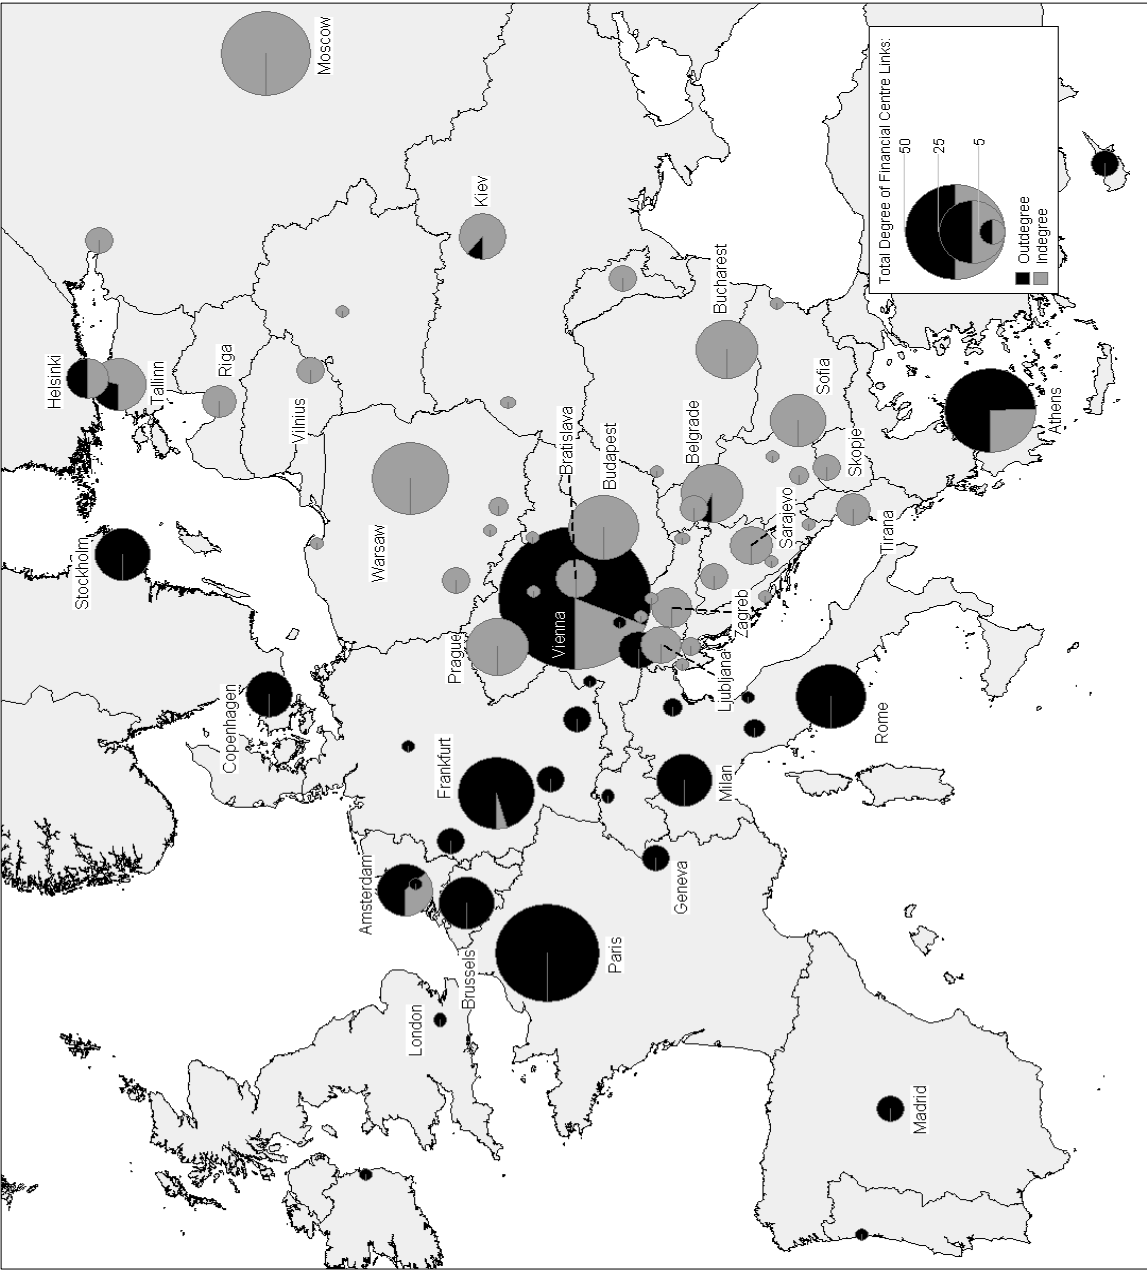 Moscow
Helsinki
Tallinn
Riga
Vilnius
Kiev
Stockholm
Copenhagen
Warsaw
Bratislava
Budapest
Bucharest
Belgrade
Sofia
Skopje
Sarajevo
Tirana
Athens
Prague
Vienna
Zagreb
Ljubljana
Frankfurt
Milan
Rome
Amsterdam
Brussels
Geneva
London
Paris
Madrid
Total Degree of Financial Centre Links:
50
25
5
Outdegree
Indegree